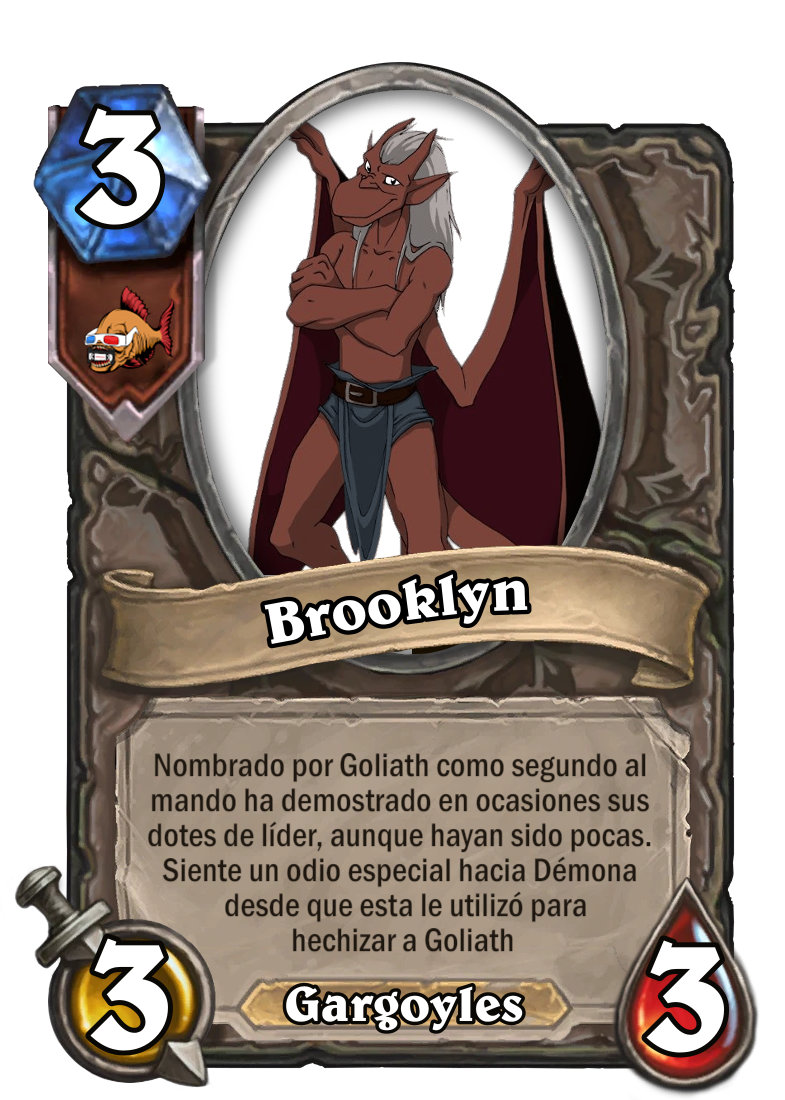 3
Brooklyn
Nombrado por Goliath como segundo al
mando ha demostrado en ocasiones sus
dotes de líder, aunque hayan sido pocas.
Siente un odio especial hacia Démona
desde que esta le utilizó para
hechizar a Goliath
3
Gargoyles
3